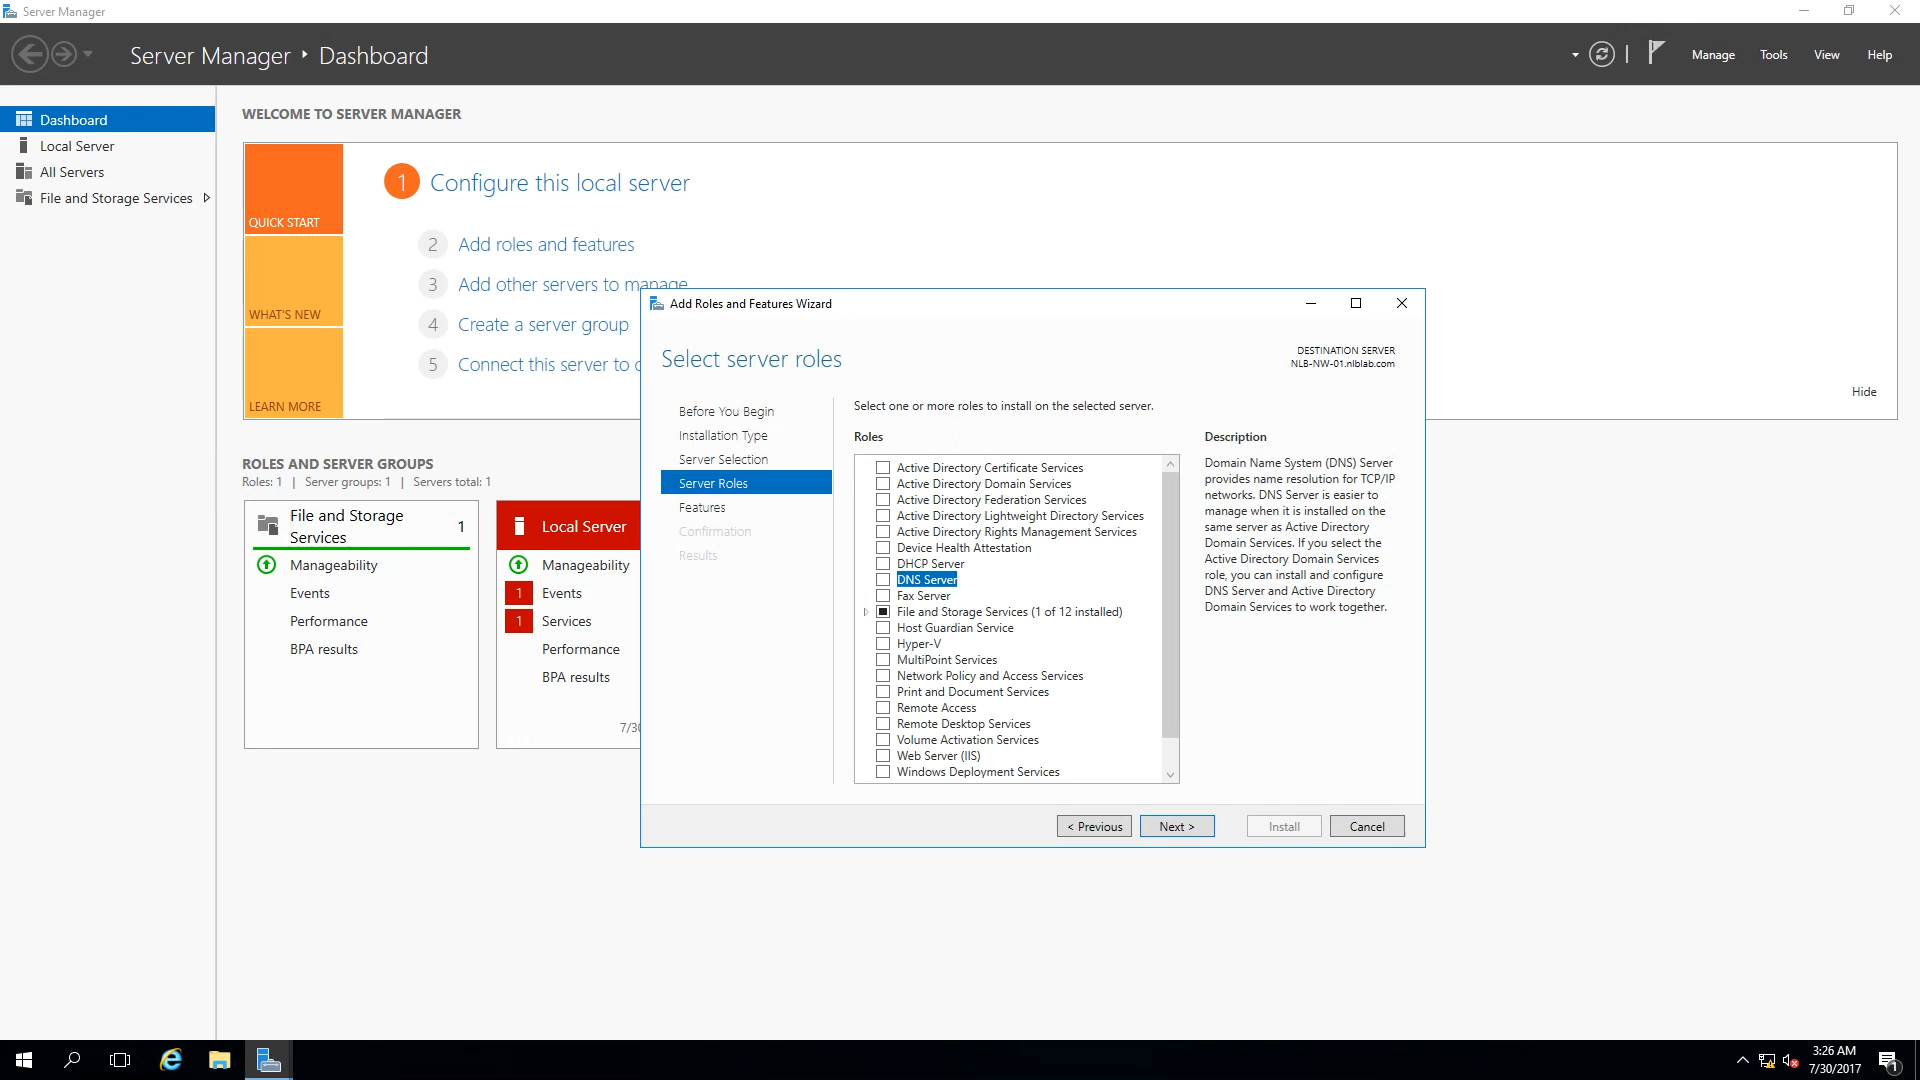 Server Manager
Server Manager ‣ Dashboard
Manage
Tools
View
Help
Dashboard
Local Server
All Servers
File and Storage Services
WELCOME TO SERVER MANAGER
QUICK START
WHAT'S NEW
LEARN MORE
1 Configure this local server
2 Add roles and features
3 Add other servers to manage
4 Create a server group
5 Connect this server to
Hide
ROLES AND SERVER GROUPS
Roles: 1 | Server groups: 1 | Servers total: 1
File and Storage
Services
1
Manageability
Events
Performance
BPA results
Local Server
Manageability
1 Events
1 Services
Performance
BPA results
7/30
Add Roles and Features Wizard
Select server roles
DESTINATION SERVER
NLB-NW-01.nlblab.com
Before You Begin
Installation Type
Server Selection
Server Roles
Features
Confirmation
Results
Select one or more roles to install on the selected server.
Roles
Active Directory Certificate Services
Active Directory Domain Services
Active Directory Federation Services
Active Directory Lightweight Directory Services
Active Directory Rights Management Services
Device Health Attestation
DHCP Server
DNS Server
Fax Server
File and Storage Services (1 of 12 installed)
Host Guardian Service
Hyper-V
MultiPoint Services
Network Policy and Access Services
Print and Document Services
Remote Access
Remote Desktop Services
Volume Activation Services
Web Server (IIS)
Windows Deployment Services
Description
Domain Name System (DNS) Server
provides name resolution for TCP/IP
networks. DNS Server is easier to
manage when it is installed on the
same server as Active Directory
Domain Services. If you select the
Active Directory Domain Services
role, you can install and configure
DNS Server and Active Directory
Domain Services to work together.
< Previous
Next >
Install
Cancel
3:26 AM
7/30/2017
1